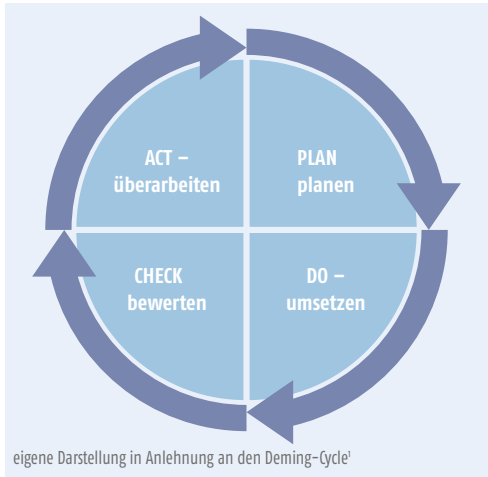 ACT –
überarbeiten
PLAN
planen
CHECK
bewerten
DO –
umsetzen
eigene Darstellung in Anlehnung an den Deming-Cycle¹